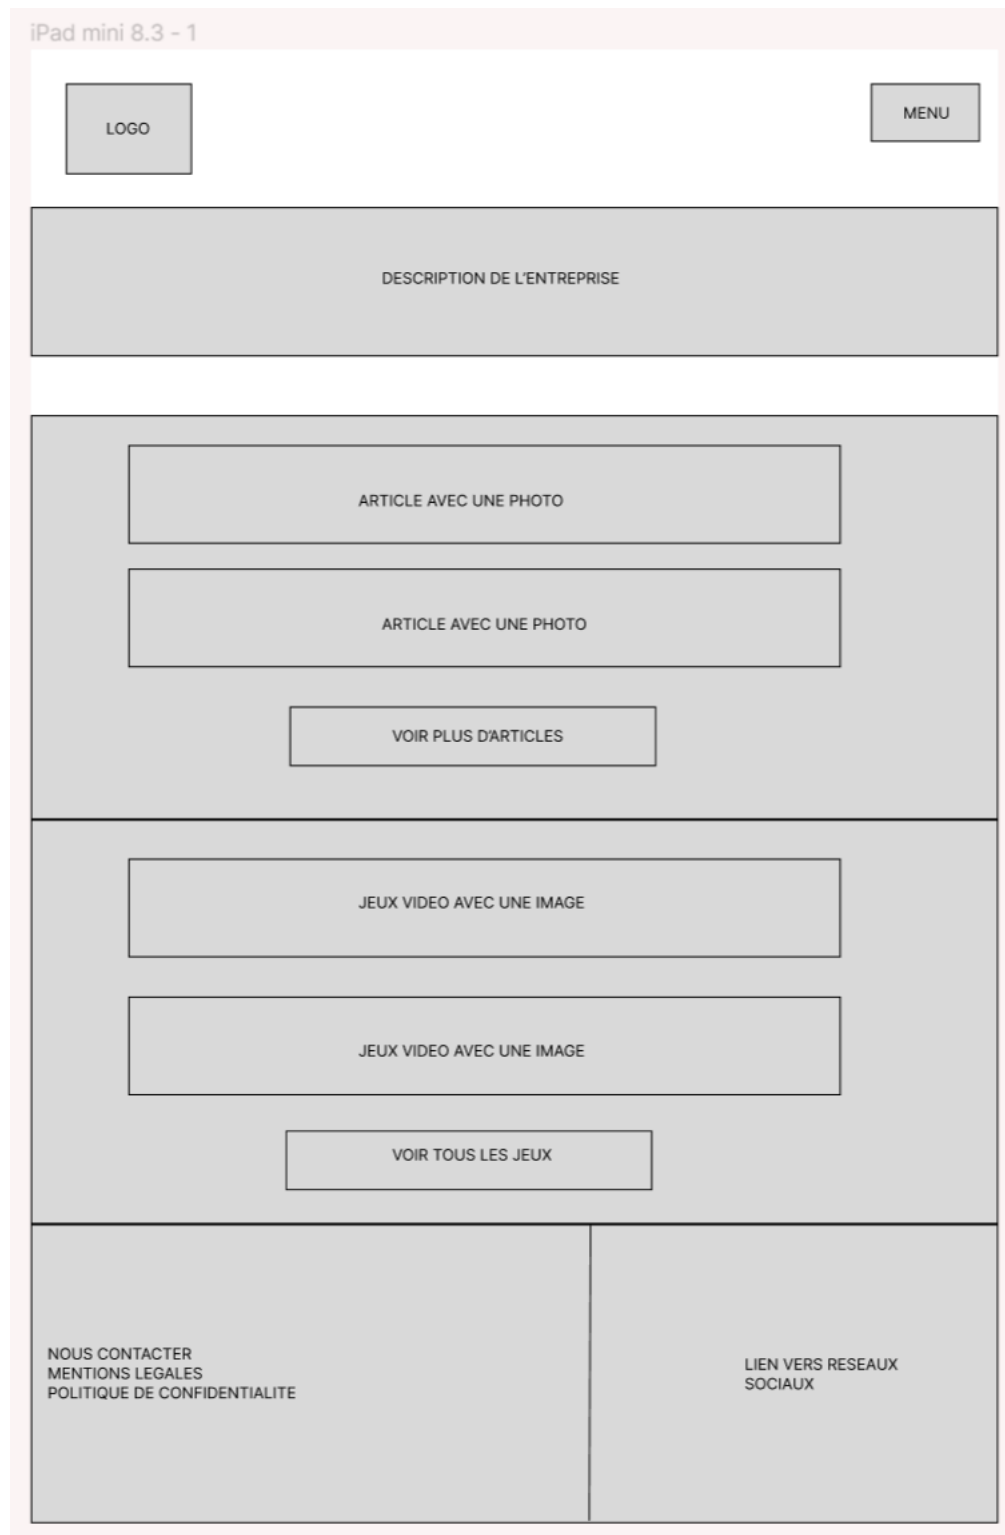 iPad mini 8.3 - 1
LOGO
MENU
DESCRIPTION DE L'ENTREPRISE
ARTICLE AVEC UNE PHOTO
ARTICLE AVEC UNE PHOTO
VOIR PLUS D'ARTICLES
JEUX VIDEO AVEC UNE IMAGE
JEUX VIDEO AVEC UNE IMAGE
VOIR TOUS LES JEUX
NOUS CONTACTER
MENTIONS LEGALES
POLITIQUE DE CONFIDENTIALITE
LIEN VERS RESEAUX
SOCIAUX